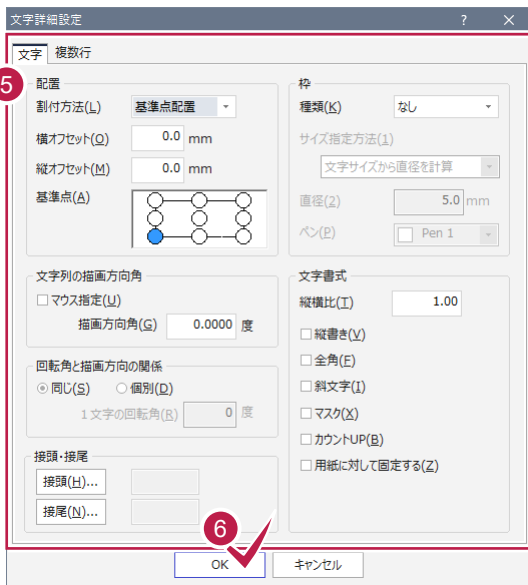 文字詳細設定 ? ×
文字 複数行
5
配置
割付方法(L) 基準点配置
横オフセット(O) 0.0 mm
縦オフセット(M) 0.0 mm
基準点(A)
文字列の描画方向角
マウス指定(U)
描画方向角(G) 0.0000 度
回転角と描画方向の関係
同じ(S) 個別(D)
1文字の回転角(R) 0 度
接頭・接尾
接頭(H)...
接尾(N)...
枠
種類(K) なし
サイズ指定方法(1)
文字サイズから直径を計算
直径(2) 5.0 mm
ペン(P) Pen 1
文字書式
縦横比(T) 1.00
縦書き(V)
全角(F)
斜文字(I)
マスク(X)
カウントUP(B)
用紙に対して固定する(Z)
6
OK キャンセル